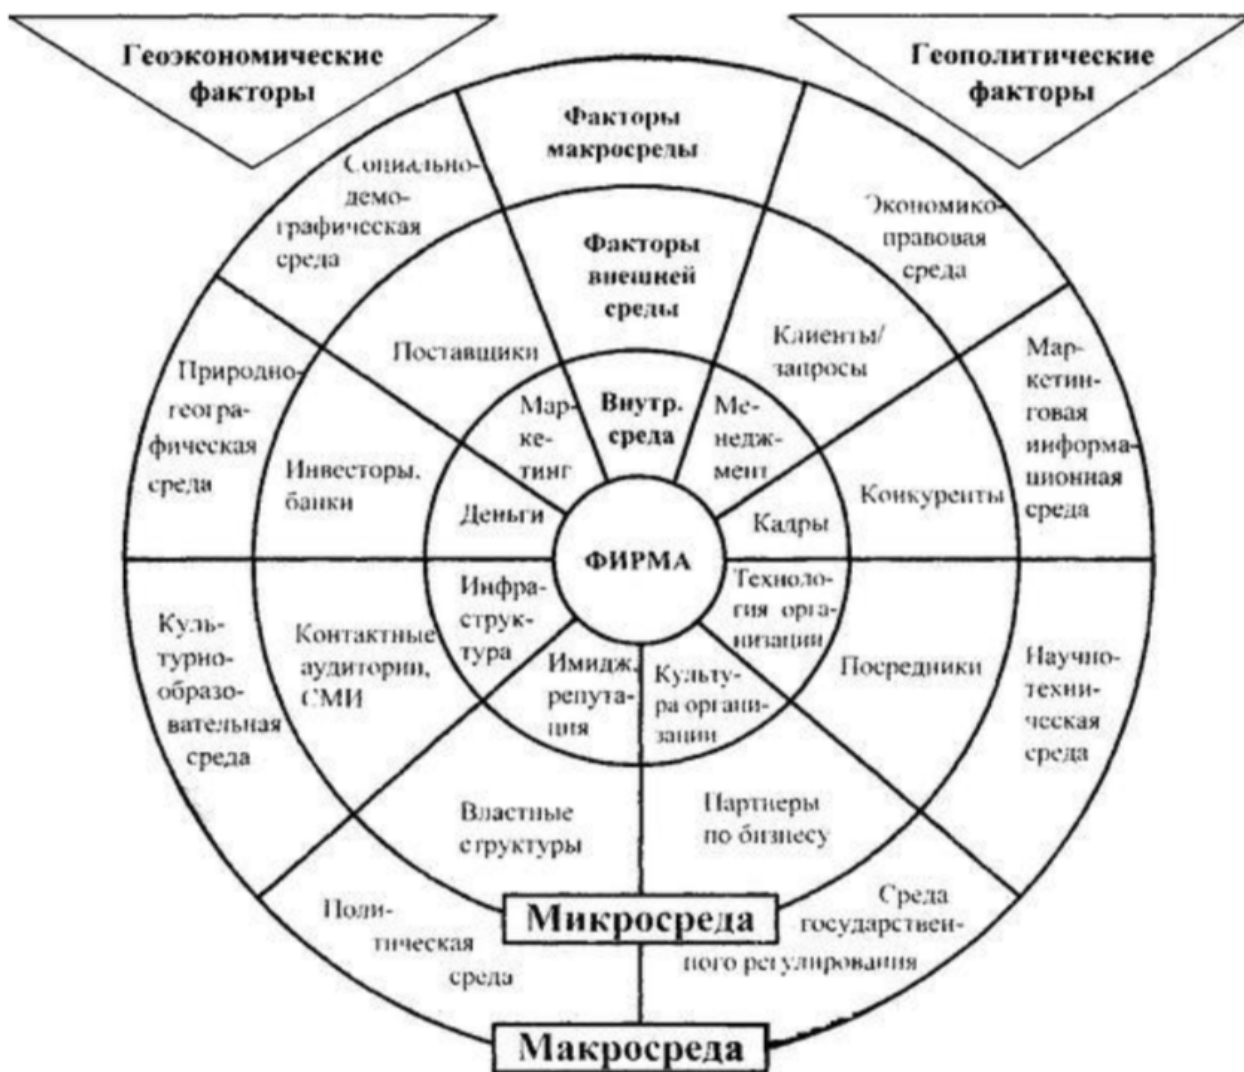 Геоэкономические
факторы
Геополитические
факторы
Факторы
макросреды
Социально-
демо-
графическая
среда
Экономико-
правовая
среда
Факторы
внешней
среды
Поставщики
Клиенты/
запросы
Природно-
геогра-
фическая
среда
Мар-
кетин-
говая
информа-
ционная
среда
Мар-
ке-
тинг
Внутр.
среда
Ме-
недж-
мент
Инвесторы,
банки
Деньги
Кадры
Конкуренты
ФИРМА
Инфра-
струк-
тура
Техноло-
гия орга-
низации
Куль-
турно-
образо-
вательная
среда
Контактные
аудитории,
СМИ
Имидж,
репута-
ция
Культу-
ра органи-
зации
Посредники
Научно-
техни-
ческая
среда
Властные
структуры
Партнеры
по бизнесу
Поли-
тическая
среда
Микросреда
Среда
государствен-
ного регулирования
Макросреда